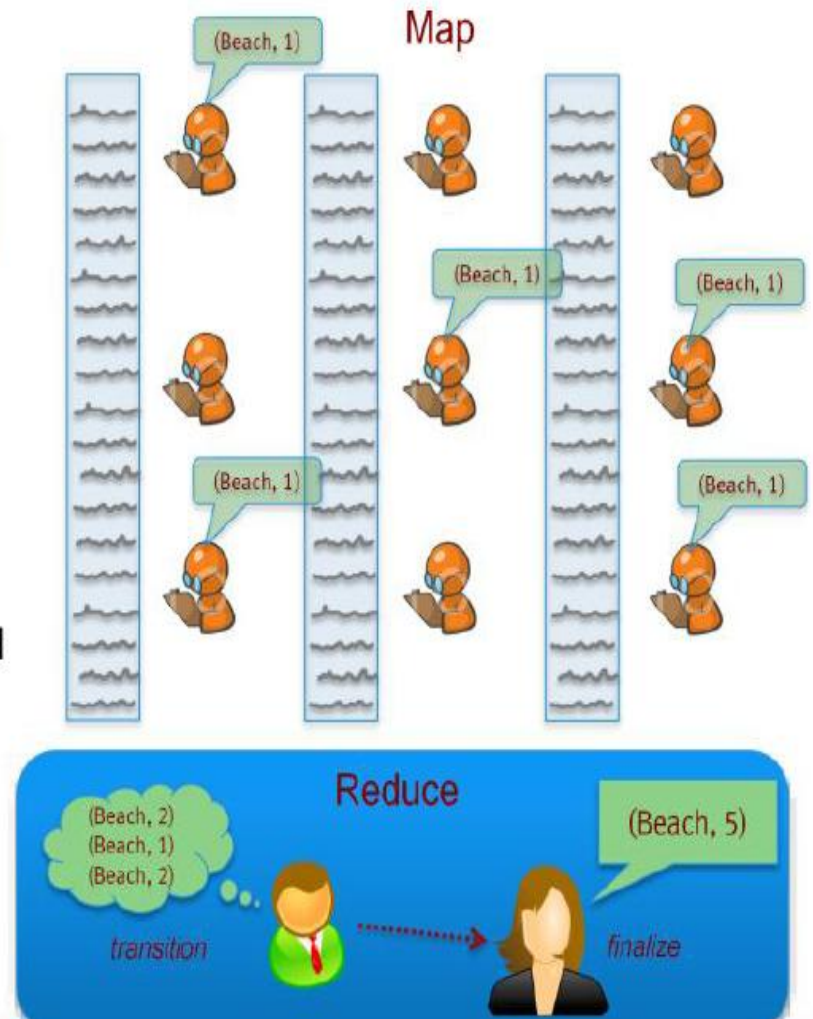 Map
(Beach, 1)
(Beach, 1)
(Beach, 1)
(Beach, 1)
(Beach, 1)
Reduce
(Beach, 2)
(Beach, 1)
(Beach, 2)
(Beach, 5)
transition
finalize